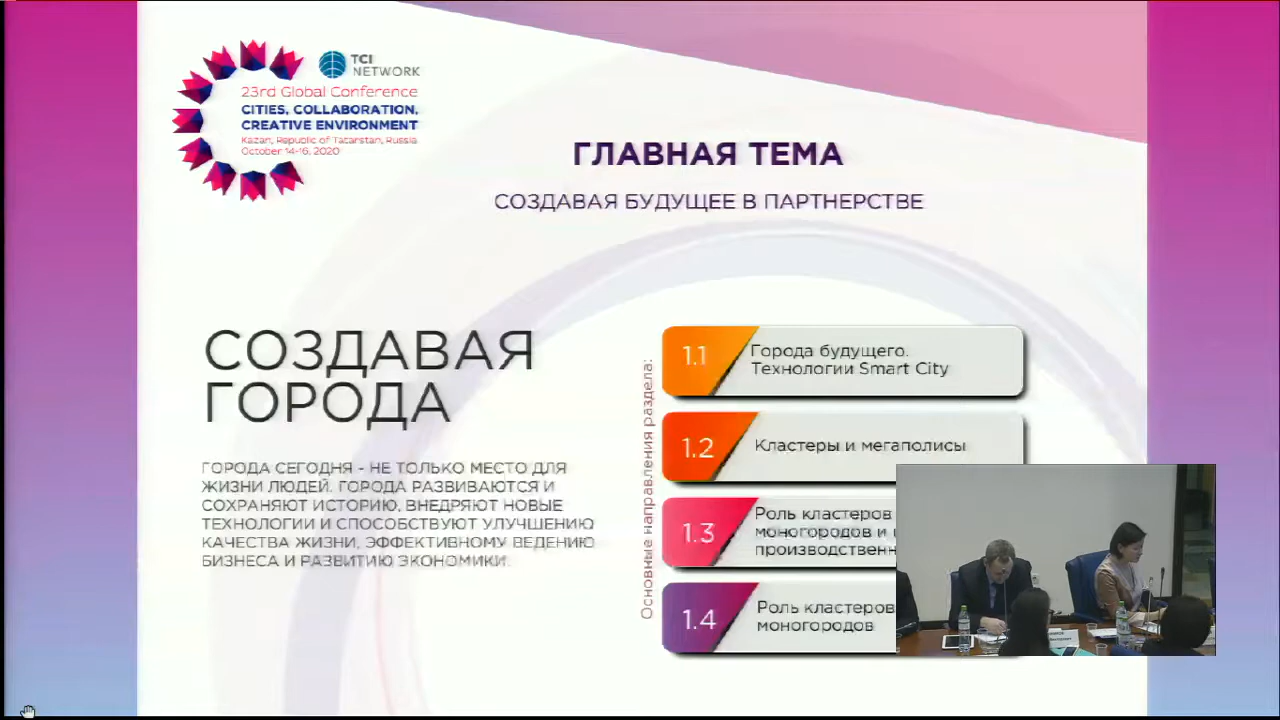 TCI
NETWORK
23rd Global Conference
CITIES, COLLABORATION,
CREATIVE ENVIRONMENT
Kazan, Republic of Tatarstan, Russia
October 14-16, 2020
ГЛАВНАЯ ТЕМА
СОЗДАВАЯ БУДУЩЕЕ В ПАРТНЕРСТВЕ
СОЗДАВАЯ
ГОРОДА
ГОРОДА СЕГОДНЯ - НЕ ТОЛЬКО МЕСТО ДЛЯ
ЖИЗНИ ЛЮДЕЙ. ГОРОДА РАЗВИВАЮТСЯ И
СОХРАНЯЮТ ИСТОРИЮ, ВНЕДРЯЮТ НОВЫЕ
ТЕХНОЛОГИИ И СПОСОБСТВУЮТ УЛУЧШЕНИЮ
КАЧЕСТВА ЖИЗНИ, ЭФФЕКТИВНОМУ ВЕДЕНИЮ
БИЗНЕСА И РАЗВИТИЮ ЭКОНОМИКИ.
Основные направления раздела:
1.1
Города будущего.
Технологии Smart City
1.2
Кластеры и мегаполисы
1.3
Роль кластеров
моногородов и
производственн
1.4
Роль кластеров
моногородов